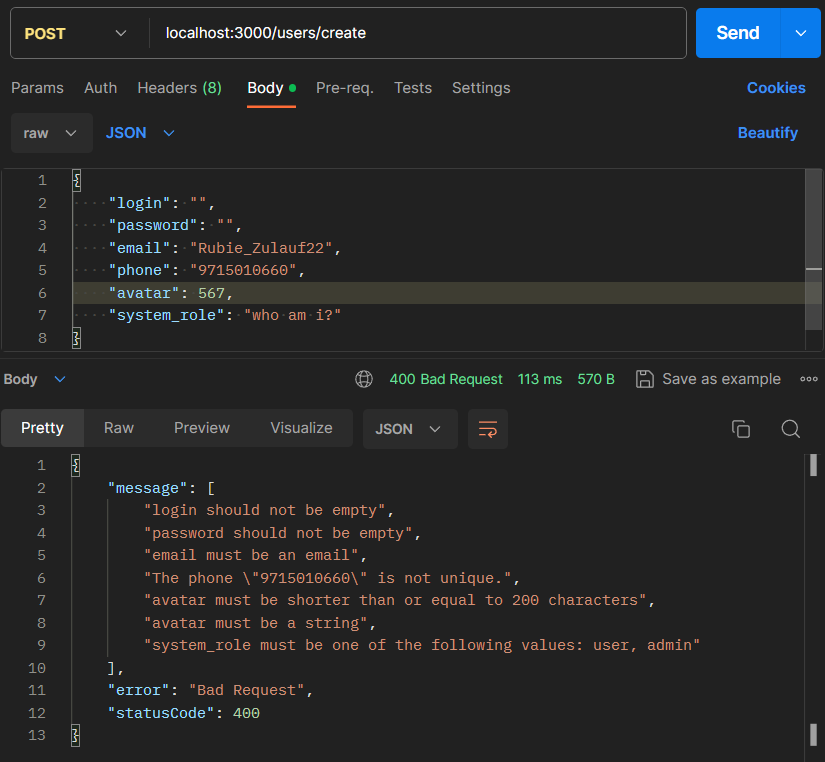 POST localhost:3000/users/create Send
Params Auth Headers (8) Body Pre-req. Tests Settings Cookies
raw JSON Beautify
1 {
2 "login": "",
3 "password": "",
4 "email": "Rubie_Zulauf22",
5 "phone": "9715010660",
6 "avatar": 567,
7 "system_role": "who am i?"
8 }
Body 400 Bad Request 113 ms 570 B Save as example
Pretty Raw Preview Visualize JSON
1 {
2 "message": [
3 "login should not be empty",
4 "password should not be empty",
5 "email must be an email",
6 "The phone \"9715010660\" is not unique.",
7 "avatar must be shorter than or equal to 200 characters",
8 "avatar must be a string",
9 "system_role must be one of the following values: user, admin"
10 ],
11 "error": "Bad Request",
12 "statusCode": 400
13 }